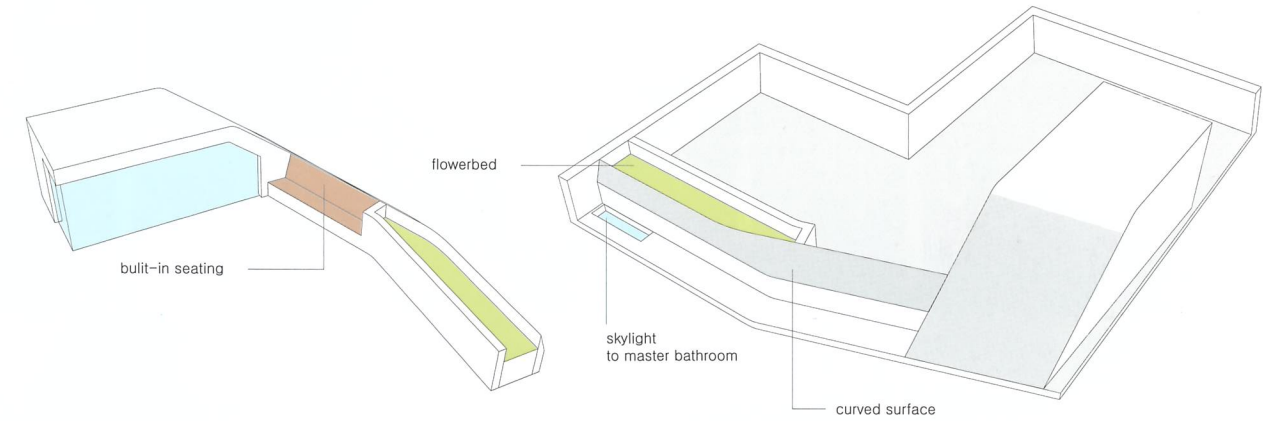 flowerbed
bulit-in seating
skylight
to master bathroom
curved surface